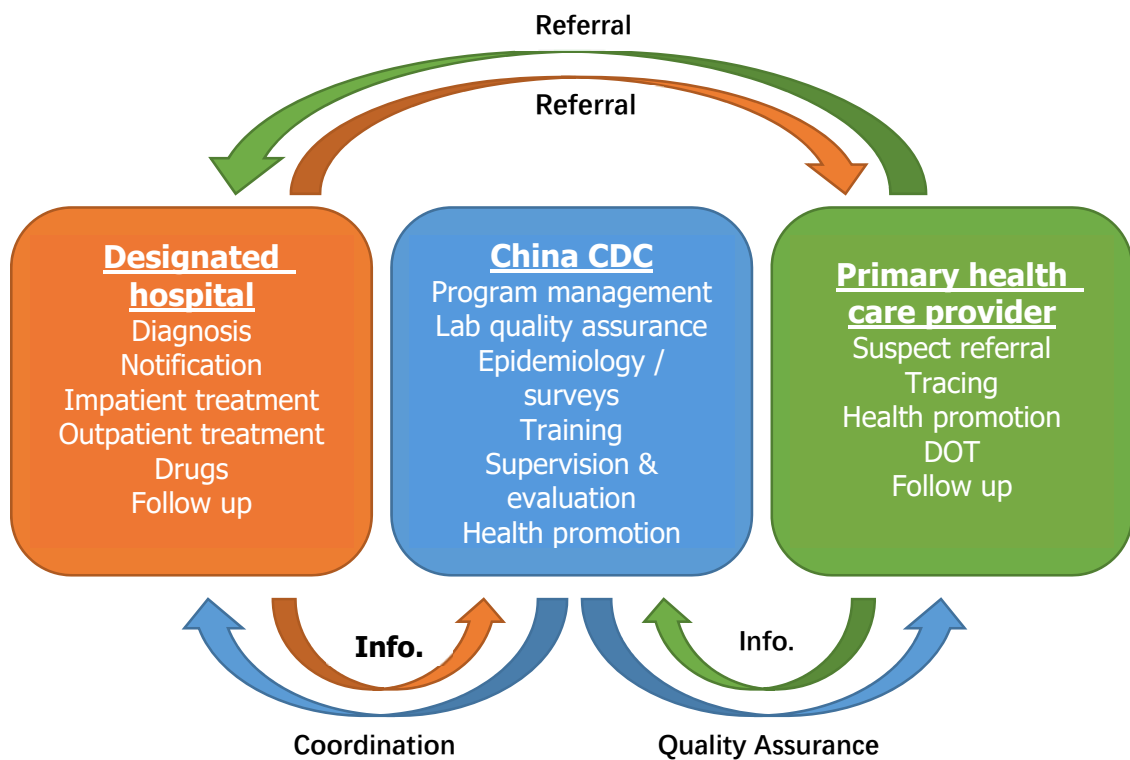 Referral
Referral
Designated
hospital
Diagnosis
Notification
Impatient treatment
Outpatient treatment
Drugs
Follow up
China CDC
Program management
Lab quality assurance
Epidemiology /
surveys
Training
Supervision &
evaluation
Health promotion
Primary health
care provider
Suspect referral
Tracing
Health promotion
DOT
Follow up
Info.
Info.
Coordination
Quality Assurance